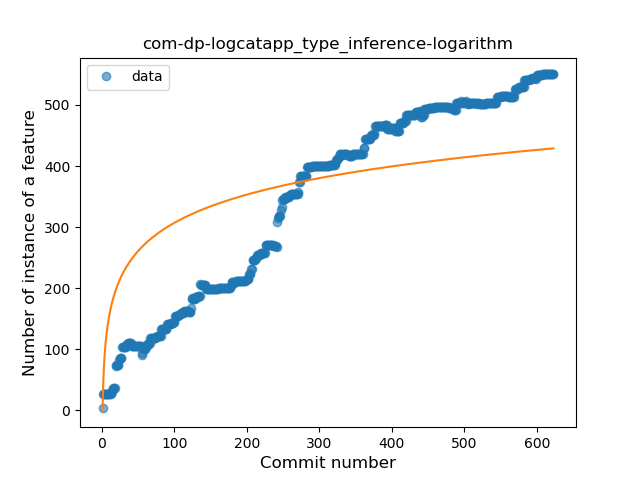 com-dp-logcatapp_type_inference-logarithm
data
Number of instance of a feature
500
400
300
200
100
0
0 100 200 300 400 500 600
Commit number